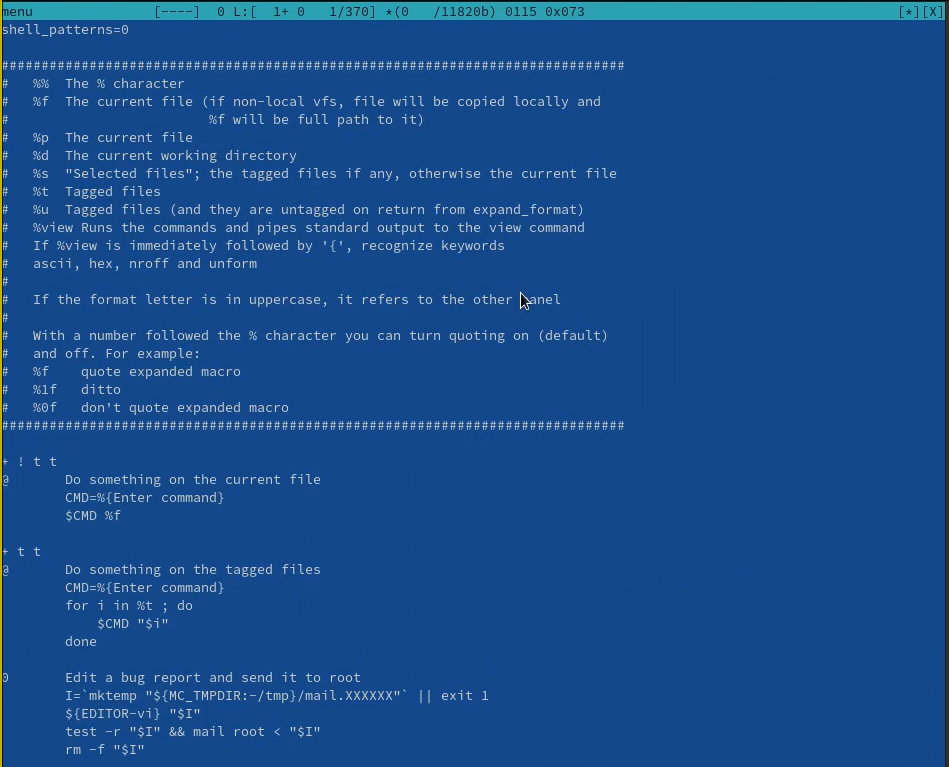 menu [----] 0 L:[ 1+ 0 1/370] *(0 /11820b) 0115 0x073 [*][X]
shell_patterns=0
##############################################################################
# %% The % character
# %f The current file (if non-local vfs, file will be copied locally and
# %f will be full path to it)
# %p The current file
# %d The current working directory
# %s "Selected files"; the tagged files if any, otherwise the current file
# %t Tagged files
# %u Tagged files (and they are untagged on return from expand_format)
# %view Runs the commands and pipes standard output to the view command
# If %view is immediately followed by '{', recognize keywords
# ascii, hex, nroff and unform
#
# If the format letter is in uppercase, it refers to the other panel
#
# With a number followed the % character you can turn quoting on (default)
# and off. For example:
# %f quote expanded macro
# %1f ditto
# %0f don't quote expanded macro
##############################################################################
+ ! t t
@ Do something on the current file
CMD=%{Enter command}
$CMD %f
+ t t
@ Do something on the tagged files
CMD=%{Enter command}
for i in %t ; do
$CMD "$i"
done
0 Edit a bug report and send it to root
I=`mktemp "${MC_TMPDIR:-/tmp}/mail.XXXXXX"` || exit 1
${EDITOR-vi} "$I"
test -r "$I" && mail root < "$I"
rm -f "$I"